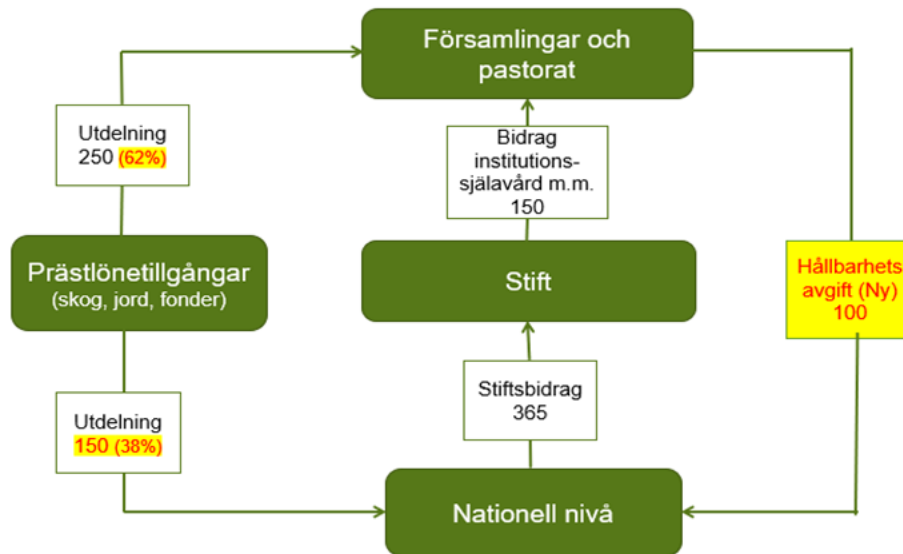 Församlingar och
pastorat
Utdelning
250 (62%)
Bidrag
institutions-
själavård m.m.
150
Prästlönetillgångar
(skog, jord, fonder)
Stift
Hållbarhets
avgift (Ny)
100
Utdelning
150 (38%)
Stiftsbidrag
365
Nationell nivå